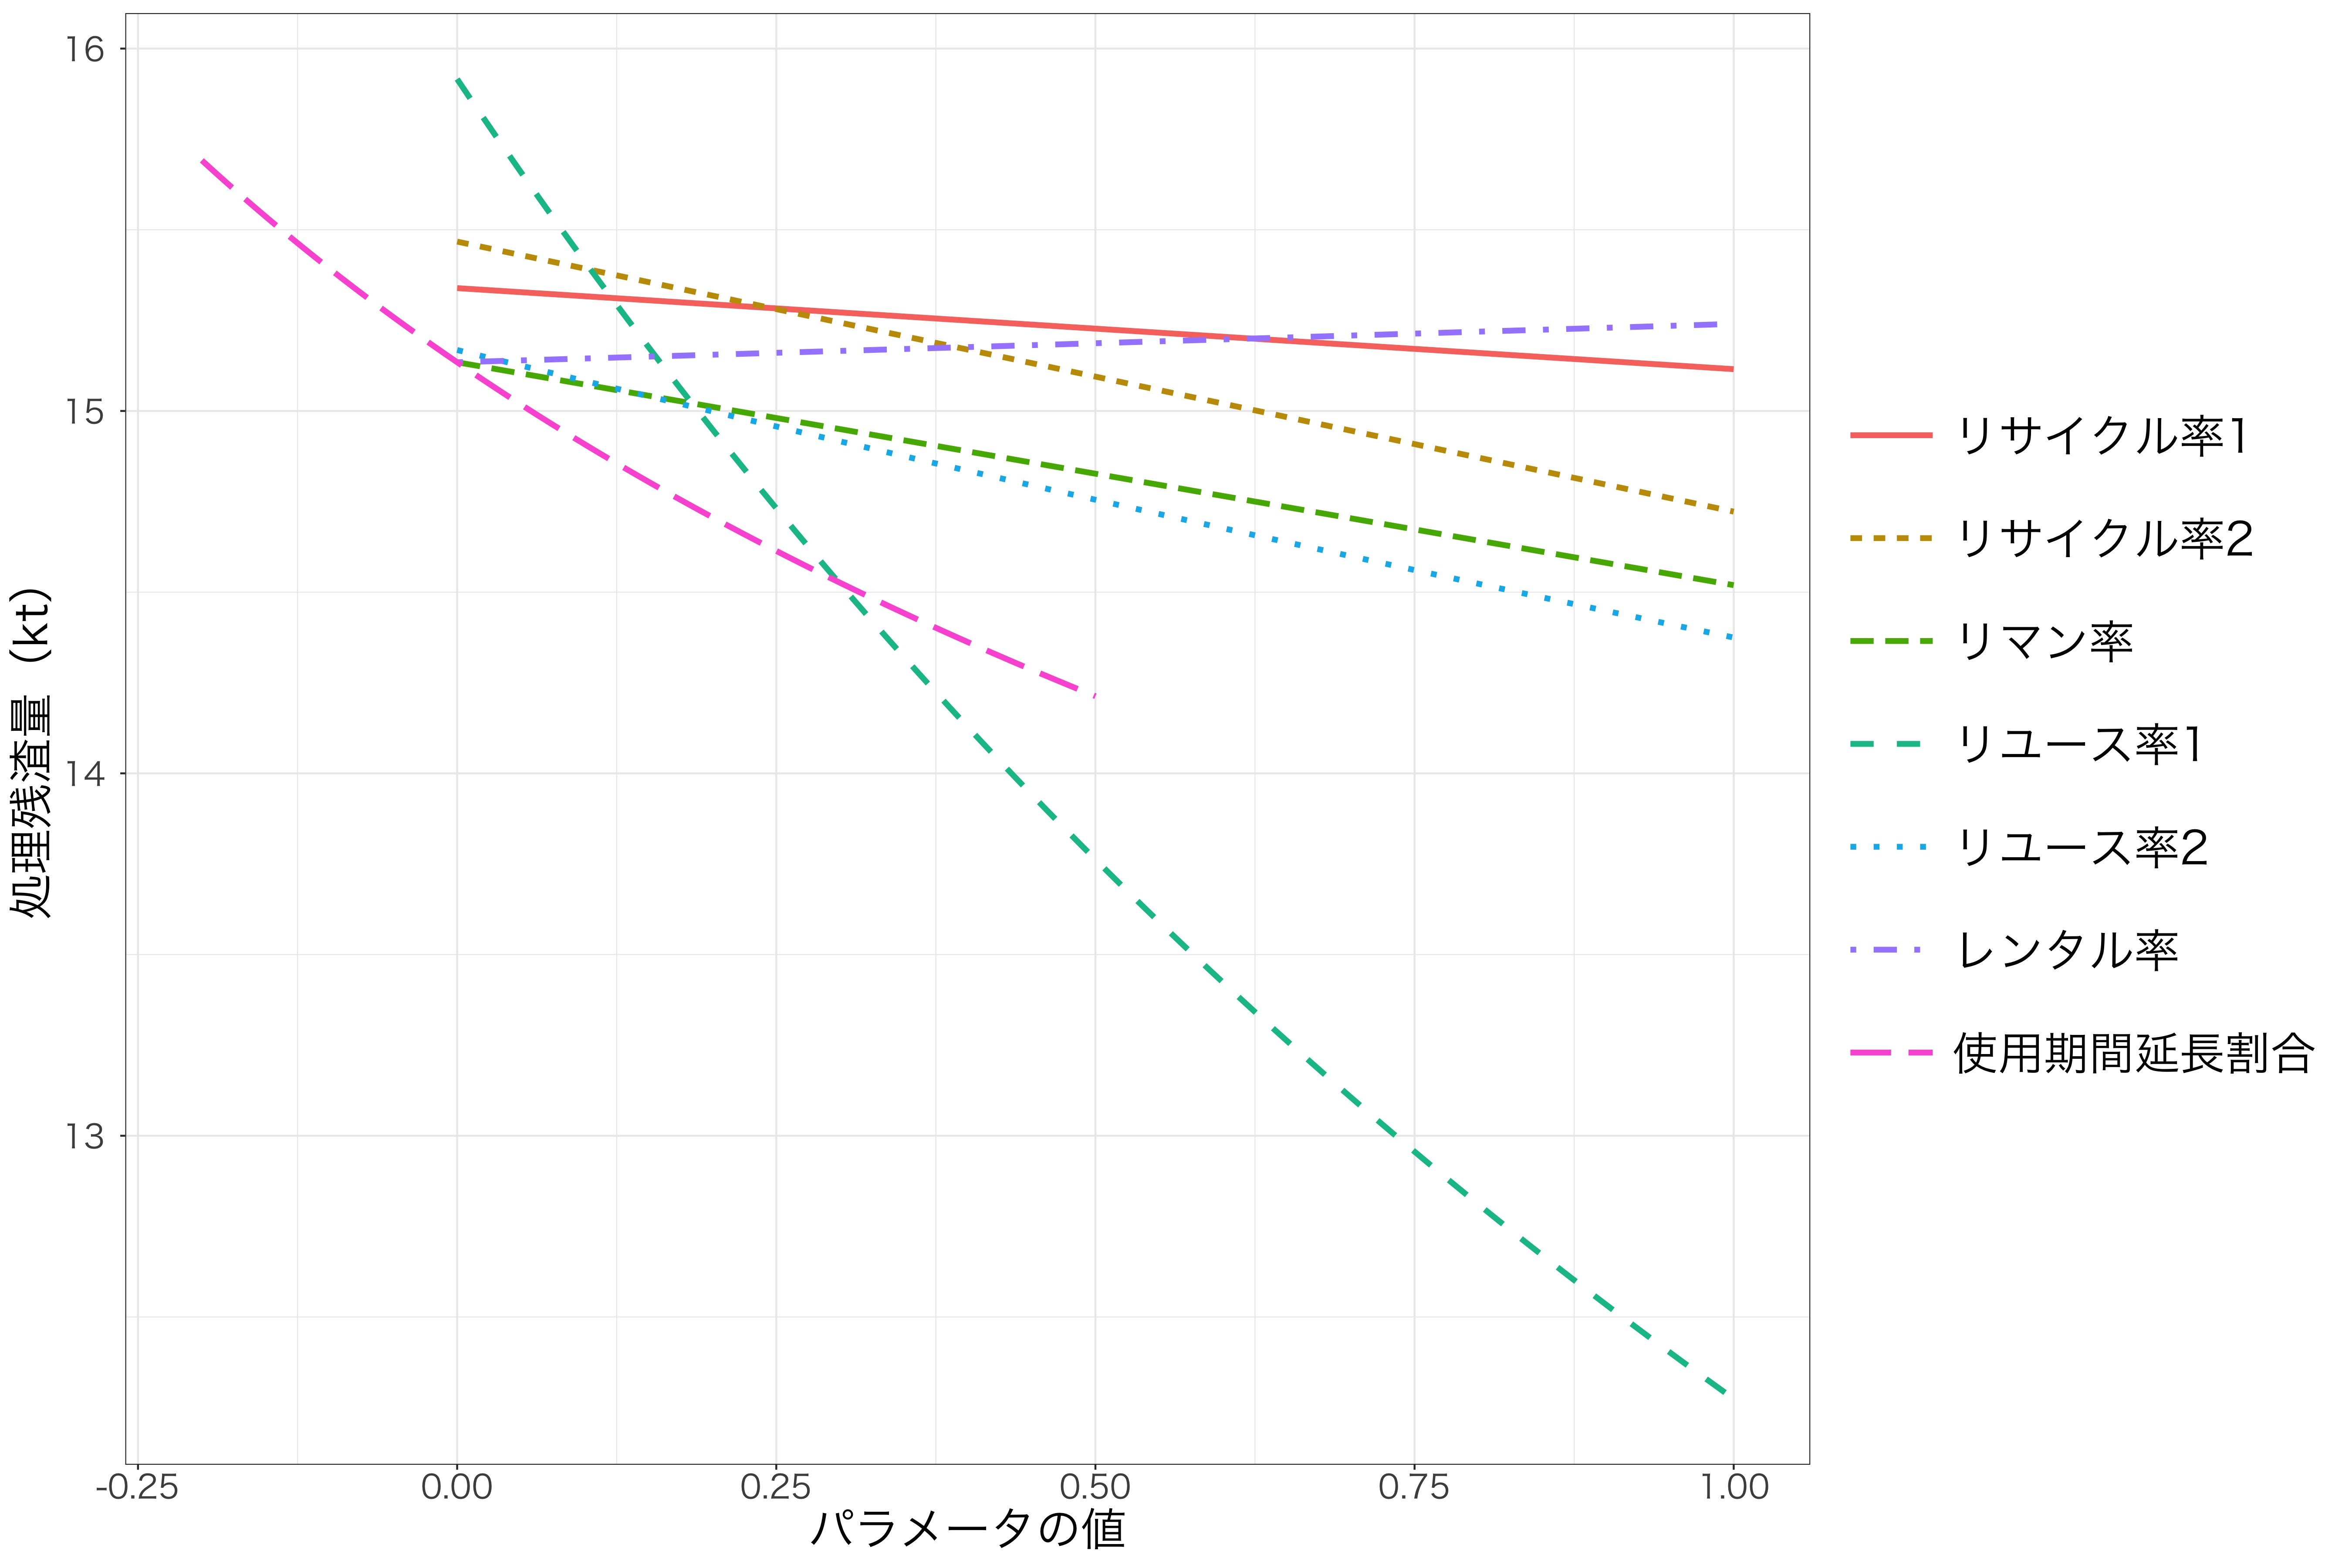 16
15
14
13
処理残渣量（kt）
-0.25
0.00
0.25
0.50
0.75
1.00
パラメータの値
リサイクル率1
リサイクル率2
リマン率
リユース率1
リユース率2
レンタル率
使用期間延長割合